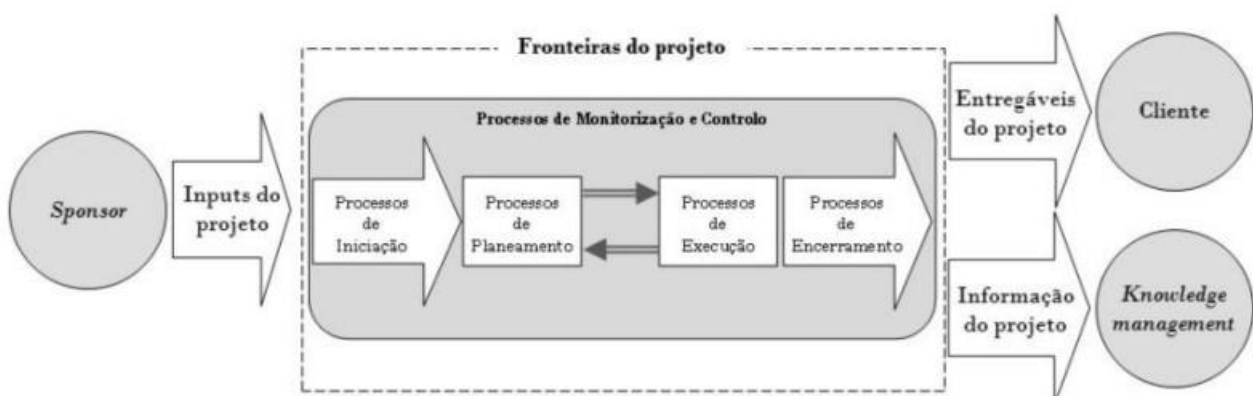 Fronteiras do projeto
Processos de Monitorização e Controlo
Sponsor
Inputs do
projeto
Processos
de
Iniciação
Processos
de
Planeamento
Processos
de
Execução
Processos
de
Encerramento
Entregáveis
do projeto
Cliente
Informação
do projeto
Knowledge
management